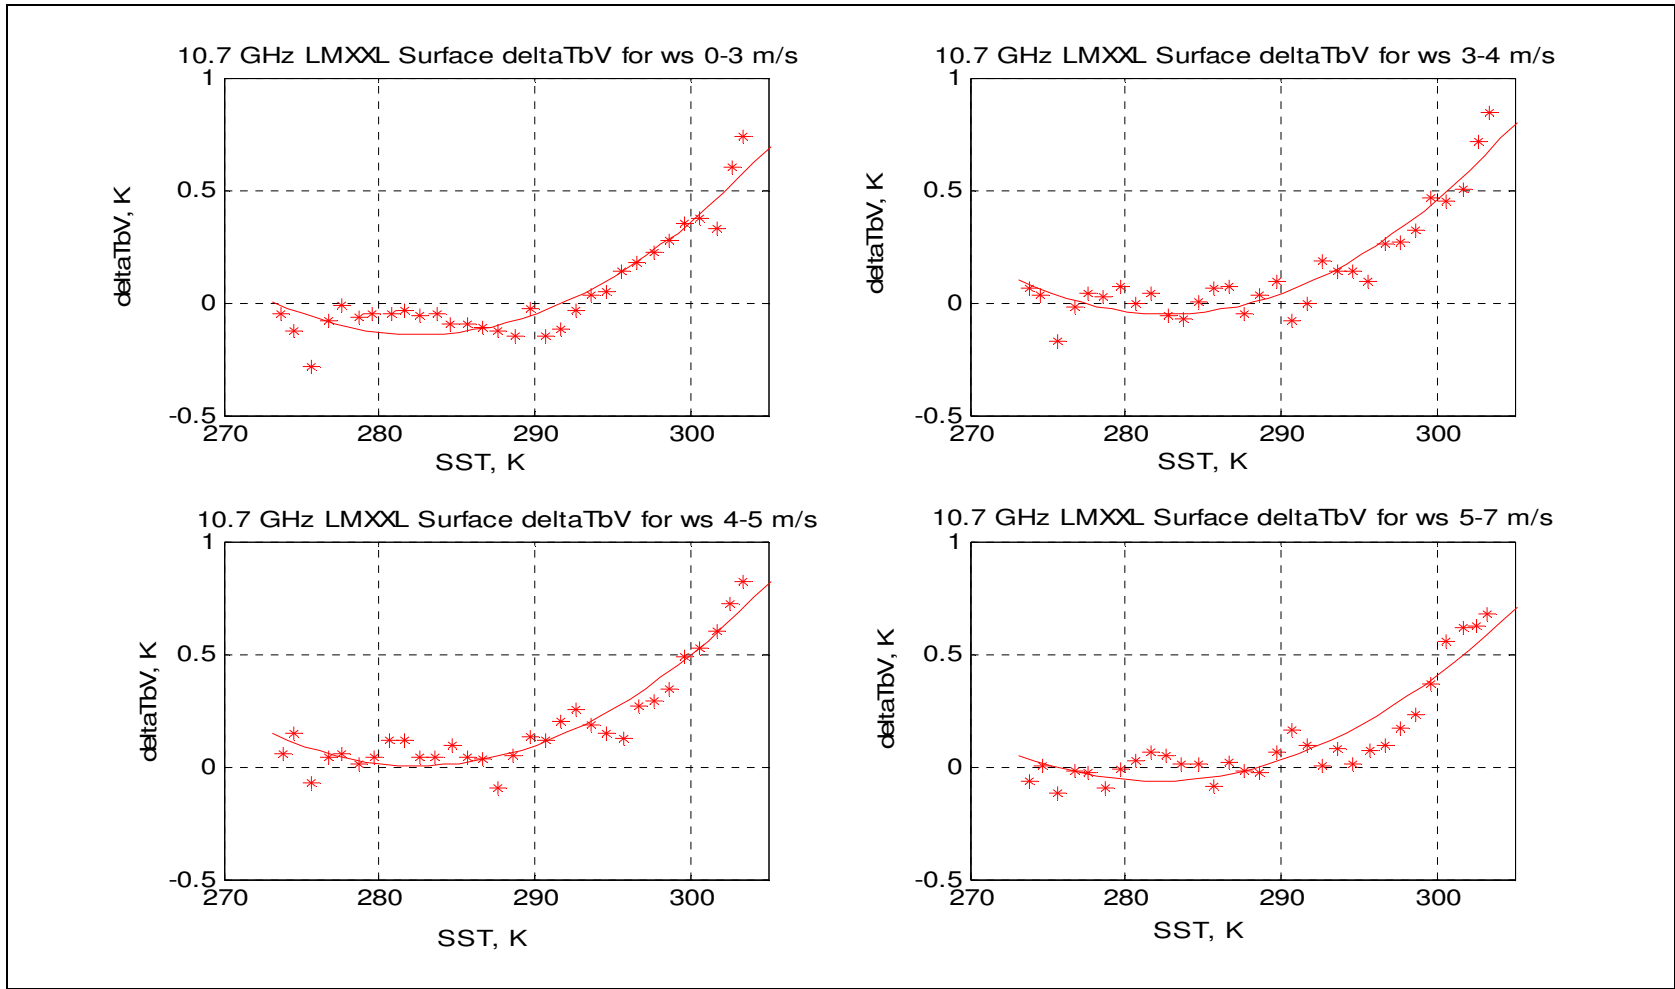 10.7 GHz LMXXL Surface deltaTbV for ws 0-3 m/s
1
0.5
0
-0.5
deltaTbV, K
270 280 290 300
SST, K
10.7 GHz LMXXL Surface deltaTbV for ws 3-4 m/s
1
0.5
0
-0.5
deltaTbV, K
270 280 290 300
SST, K
10.7 GHz LMXXL Surface deltaTbV for ws 4-5 m/s
1
0.5
0
-0.5
deltaTbV, K
270 280 290 300
SST, K
10.7 GHz LMXXL Surface deltaTbV for ws 5-7 m/s
1
0.5
0
-0.5
deltaTbV, K
270 280 290 300
SST, K